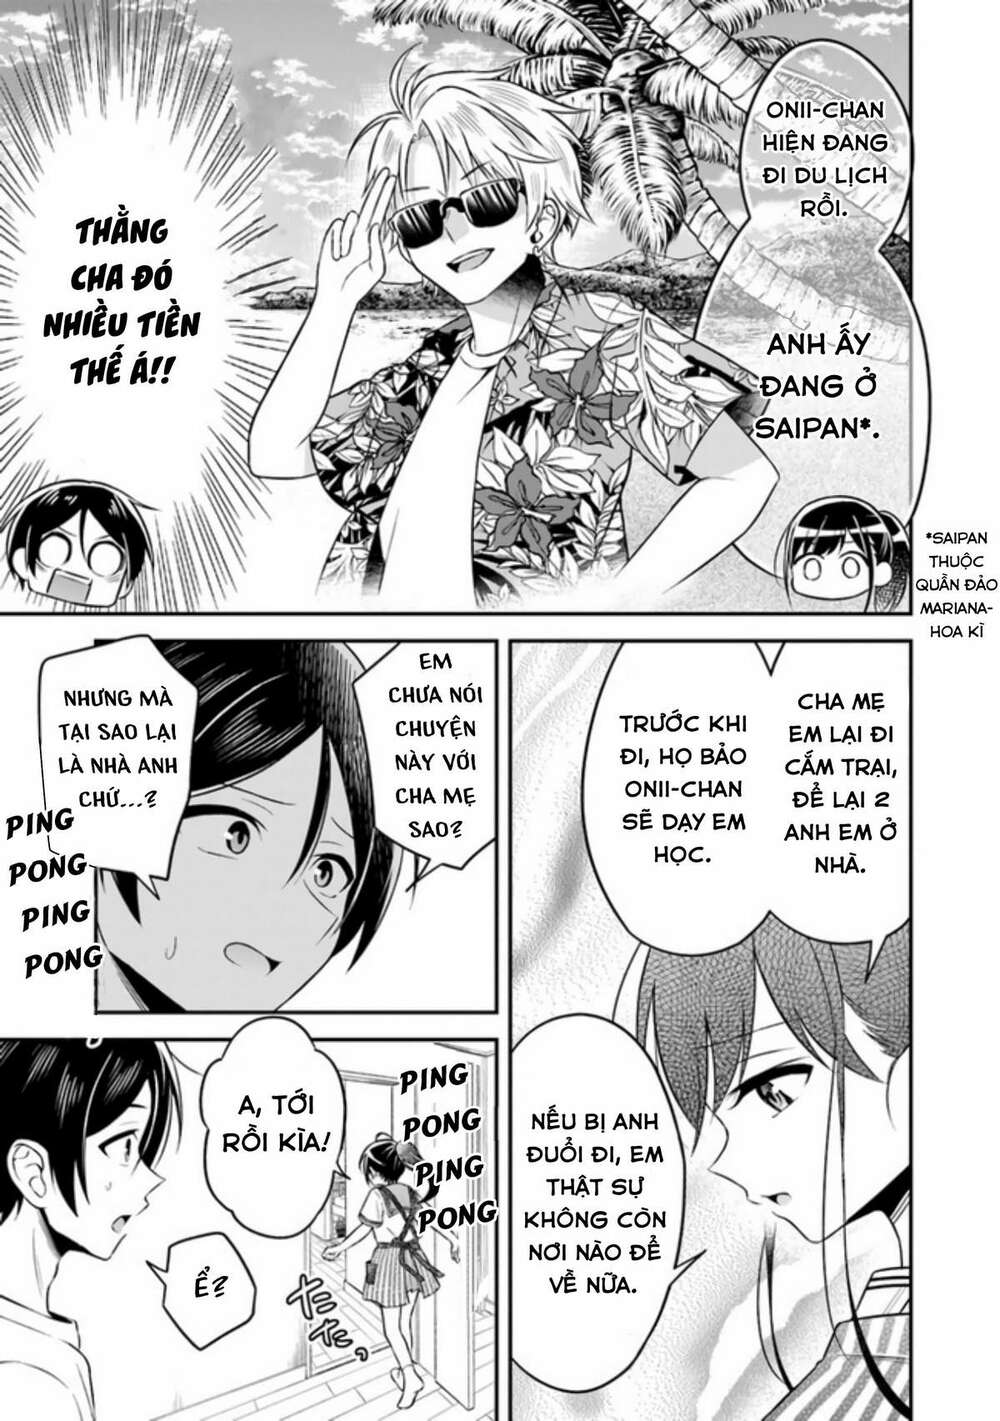 ONII-CHAN
HIỆN ĐANG
ĐI DU LỊCH
RỒI.
ANH ẤY
ĐANG Ở
SAIPAN*.
THẰNG
CHA ĐÓ
NHIỀU TIỀN
THẾ Á!!
*SAIPAN
THUỘC
QUẦN ĐẢO
MARIANA-
HOA KÌ
CHA MẸ
EM LẠI ĐI
CẮM TRẠI,
ĐỂ LẠI 2
ANH EM Ở
NHÀ.
TRƯỚC KHI
ĐI, HỌ BẢO
ONII-CHAN
SẼ DẠY EM
HỌC.
NẾU BỊ ANH
ĐUỔI ĐI, EM
THẬT SỰ
KHÔNG CÒN
NƠI NÀO ĐỂ
VỀ NỮA.
EM
CHƯA NÓI
CHUYỆN
NÀY VỚI
CHA MẸ
SAO?
NHƯNG MÀ
TẠI SAO LẠI
LÀ NHÀ ANH
CHỨ...?
PING
PONG
PING
PONG
PING
PONG
PING
PONG
A, TỚI
RỒI KÌA!
Ể?
たたたっ